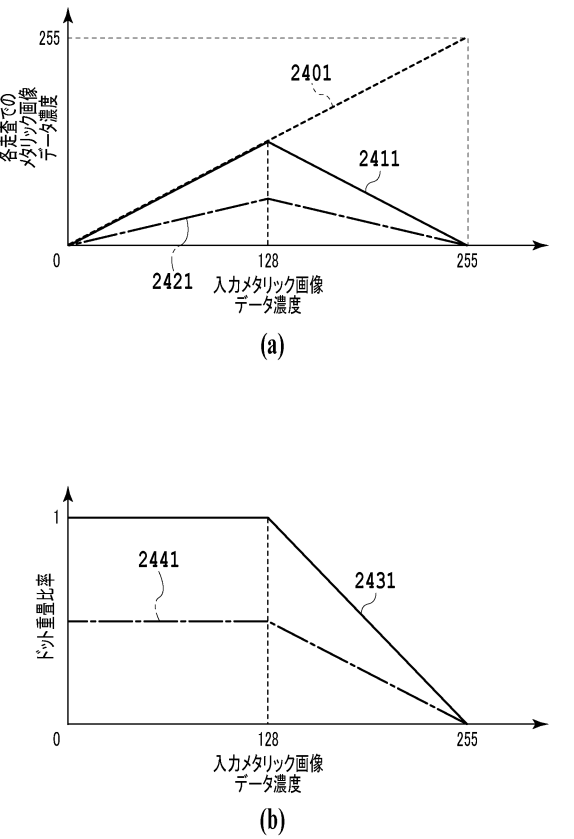 255
各走査での
メタリック画像
データ濃度
2401
2411
2421
0
128
255
入力メタリック画像
データ濃度
(a)
1
ドット重畳比率
2441
2431
0
128
255
入力メタリック画像
データ濃度
(b)